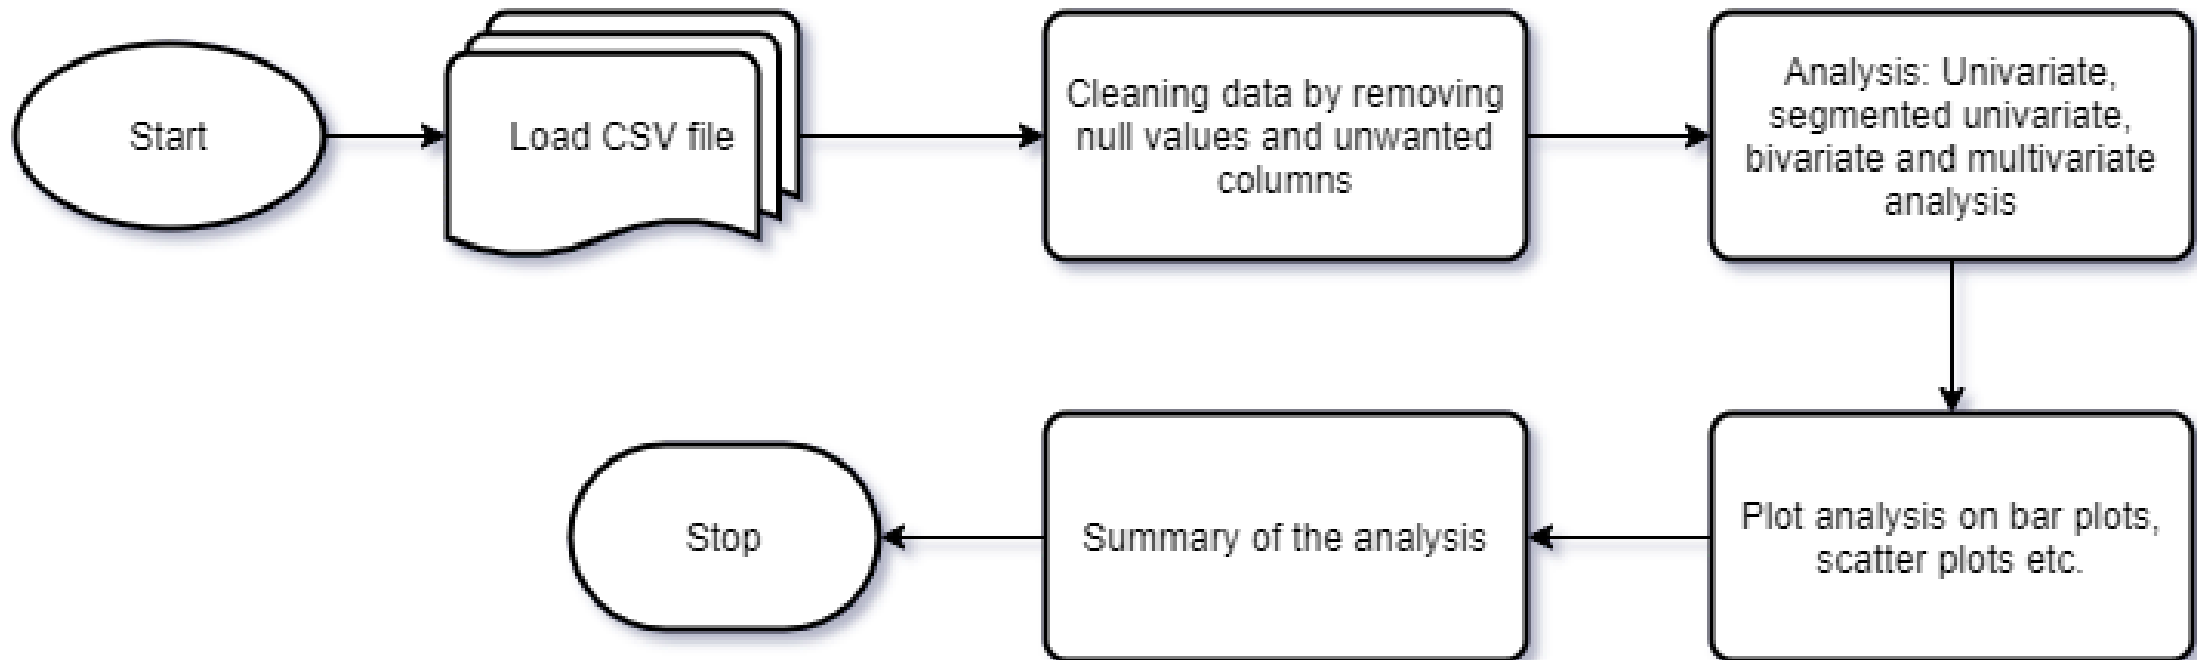 Start
Load CSV file
Cleaning data by removing
null values and unwanted
columns
Analysis: Univariate,
segmented univariate,
bivariate and multivariate
analysis
Plot analysis on bar plots,
scatter plots etc.
Summary of the analysis
Stop